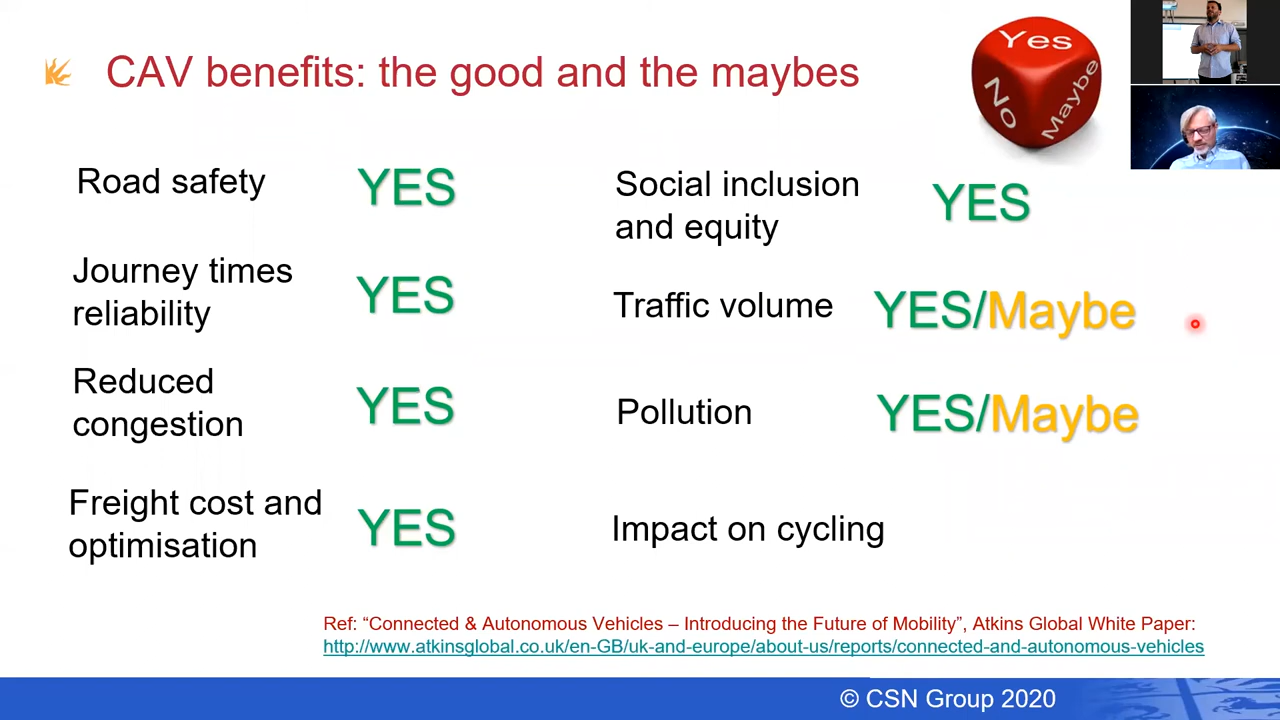 CAV benefits: the good and the maybes
Yes
No
Maybe
Road safety YES
Journey times
reliability YES
Reduced
congestion YES
Freight cost and
optimisation YES
Social inclusion
and equity YES
Traffic volume YES/Maybe
Pollution YES/Maybe
Impact on cycling
Ref: “Connected & Autonomous Vehicles – Introducing the Future of Mobility”, Atkins Global White Paper:
http://www.atkinsglobal.co.uk/en-GB/uk-and-europe/about-us/reports/connected-and-autonomous-vehicles
© CSN Group 2020